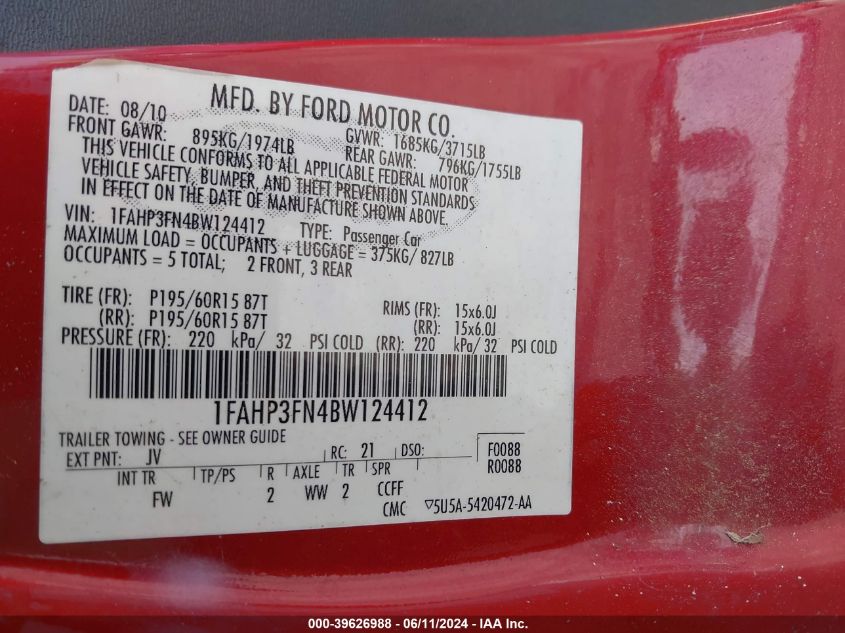 MFD. BY FORD MOTOR CO.
DATE: 08/10 GVWR: 1685KG/3715LB
FRONT GAWR: 895KG/1974LB REAR GAWR: 796KG/1755LB
THIS VEHICLE CONFORMS TO ALL APPLICABLE FEDERAL MOTOR
VEHICLE SAFETY, BUMPER, AND THEFT PREVENTION STANDARDS
IN EFFECT ON THE DATE OF MANUFACTURE SHOWN ABOVE.
VIN: 1FAHP3FN4BW124412 TYPE: Passenger Car
MAXIMUM LOAD = OCCUPANTS + LUGGAGE = 375KG/ 827LB
OCCUPANTS = 5 TOTAL; 2 FRONT, 3 REAR
TIRE (FR): P195/60R15 87T RIMS (FR): 15x6.0J
(RR): P195/60R15 87T (RR): 15x6.0J
PRESSURE (FR): 220 kPa/ 32 PSI COLD (RR): 220 kPa/ 32 PSI COLD
1FAHP3FN4BW124412
TRAILER TOWING - SEE OWNER GUIDE
EXT PNT: JV RC: 21 DSO: F0088
R0088
INT TR TP/PS R AXLE TR SPR
FW 2 WW 2 CCFF
CMC ▽5U5A-5420472-AA
000-39626988 - 06/11/2024 - IAA Inc.